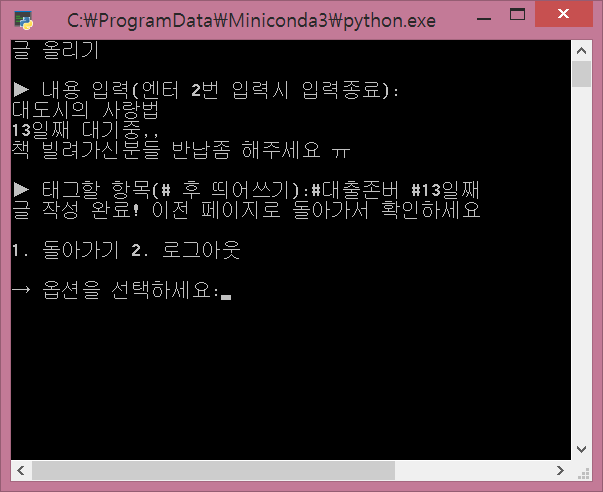 C:₩ProgramData₩Miniconda3₩python.exe
글 올리기
▶ 내용 입력(엔터 2번 입력시 입력종료):
대도시의 사랑법
13일째 대기중,,
책 빌려가신분들 반납좀 해주세요 ㅠ
▶ 태그할 항목(# 후 띄어쓰기):#대출존버 #13일째
글 작성 완료! 이전 페이지로 돌아가서 확인하세요
1. 돌아가기 2. 로그아웃
→ 옵션을 선택하세요: